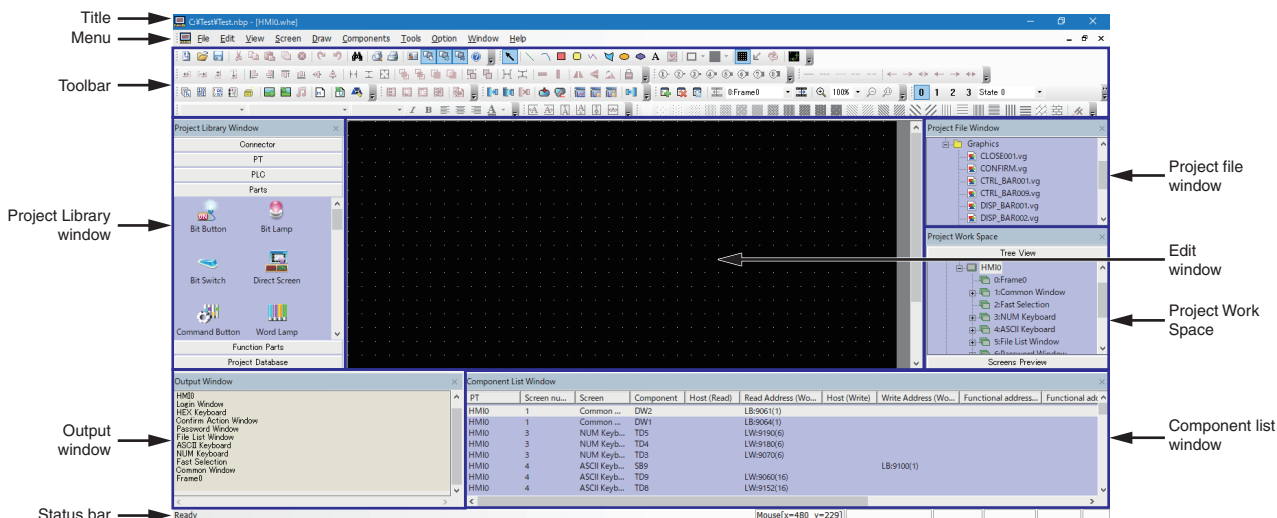 Title
C:¥Test¥Test.nbp - [HMI0.whe]
Menu
File Edit View Screen Draw Components Tools Option Window Help
Toolbar
0:Frame0
100%
0 1 2 3 State 0
Project Library Window
Connector
PT
PLC
Parts
Bit Button
Bit Lamp
Bit Switch
Direct Screen
Command Button
Word Lamp
Function Parts
Project Database
Project Library
window
Project File Window
Graphics
CLOSE001.vg
CONFIRM.vg
CTRL_BAR001.vg
CTRL_BAR009.vg
DISP_BAR001.vg
DISP_BAR002.vg
Project file
window
Edit
window
Project Work Space
Tree View
HMI0
0:Frame0
1:Common Window
2:Fast Selection
3:NUM Keyboard
4:ASCII Keyboard
5:File List Window
6:Password Window
Screens Preview
Project Work
Space
Output Window
HMI0
Login Window
HEX Keyboard
Confirm Action Window
Password Window
File List Window
ASCII Keyboard
NUM Keyboard
Fast Selection
Common Window
Frame0
Output
window
Component List Window
PT Screen nu... Screen Component Host (Read) Read Address (Wo... Host (Write) Write Address (Wo... Functional address... Functional add
HMI0 1 Common ... DW2 LB:9061(1)
HMI0 1 Common ... DW1 LB:9064(1)
HMI0 3 NUM Keyb... TD5 LW:9190(6)
HMI0 3 NUM Keyb... TD4 LW:9180(6)
HMI0 3 NUM Keyb... TD3 LW:9070(6)
HMI0 4 ASCII Keyb... SB9 LB:9100(1)
HMI0 4 ASCII Keyb... TD9 LW:9060(16)
HMI0 4 ASCII Keyb... TD8 LW:9152(16)
Component list
window
Status bar
Ready
Mouse[x=480 y=229]